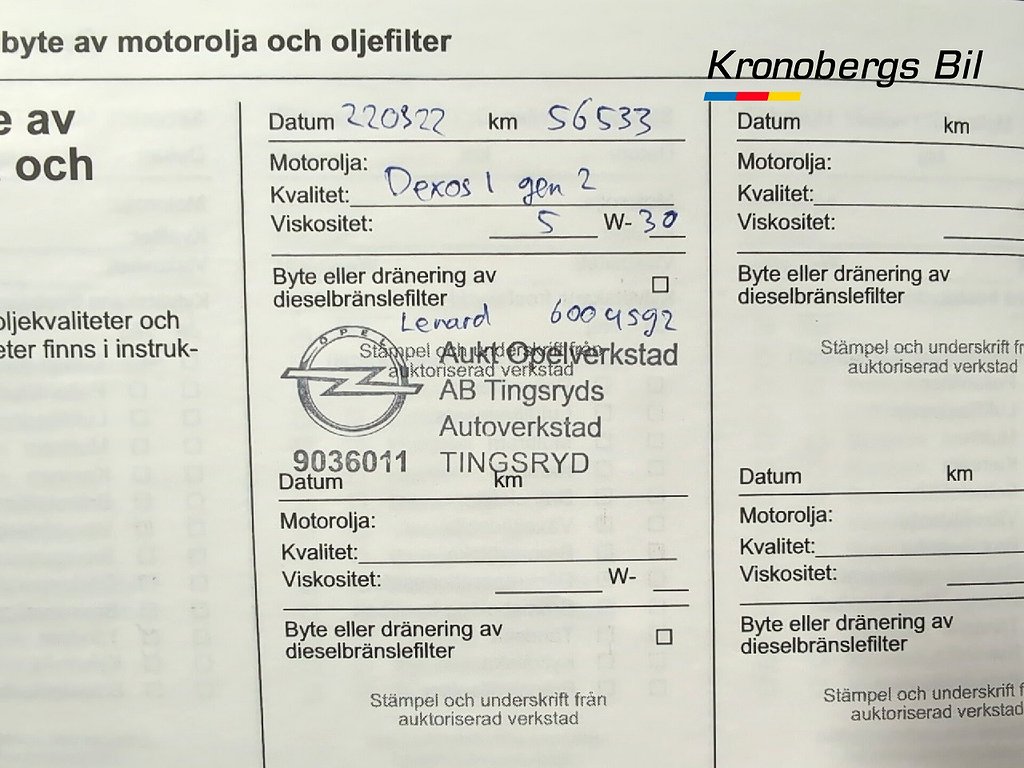 byte av motorolja och oljefilter
Kronobergs Bil
e av
och
oljekvaliteter och
eter finns i instruk-
Datum 220922 km 56533
Motorolja:
Kvalitet: Dexos 1 gen 2
Viskositet: 5 W-30
Byte eller dränering av
dieselbränslefilter
Lenard 6004592
Stämpel och underskrift från
auktoriserad verkstad
OPEL
Aukt Opelverkstad
AB Tingsryds
Autoverkstad
9036011 TINGSRYD
Datum km
Motorolja:
Kvalitet:
Viskositet: W-
Byte eller dränering av
dieselbränslefilter
Stämpel och underskrift från
auktoriserad verkstad
Datum km
Motorolja:
Kvalitet:
Viskositet:
Byte eller dränering av
dieselbränslefilter
Stämpel och underskrift f
auktoriserad verkstad
Datum km
Motorolja:
Kvalitet:
Viskositet:
Byte eller dränering av
dieselbränslefilter
Stämpel och underskrift f
auktoriserad verkstad